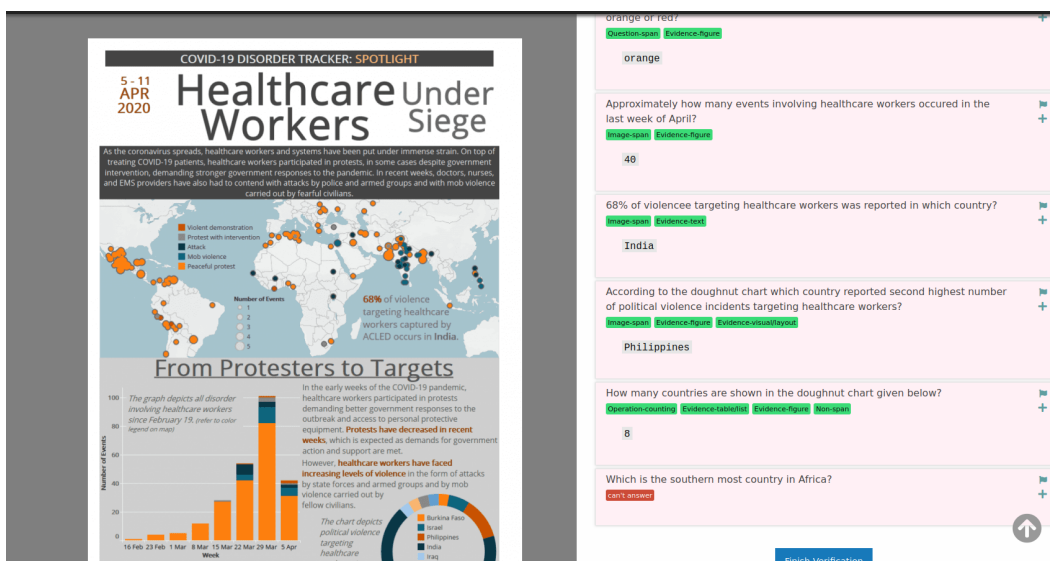 COVID-19 DISORDER TRACKER: SPOTLIGHT
5 - 11
APR
2020
Healthcare Under
Workers Siege
As the coronavirus spreads, healthcare workers and systems have been put under immense strain. On top of
treating COVID-19 patients, healthcare workers participated in protests, in some cases despite government
intervention, demanding stronger government responses to the pandemic. In recent weeks, doctors, nurses,
and EMS providers have also had to contend with attacks by police and armed groups and with mob violence
carried out by fearful civilians.
Violent demonstration
Protest with intervention
Attack
Mob violence
Peaceful protest
Number of Events
1
2
3
4
5
68% of violence
targeting healthcare
workers captured by
ACLED occurs in India.
From Protesters to Targets
The graph depicts all disorder
involving healthcare workers
since February 19. (refer to color
legend on map)
Number of Events
100
80
60
40
20
0
16 Feb 23 Feb 1 Mar 8 Mar 15 Mar 22 Mar 29 Mar 5 Apr
Week
In the early weeks of the COVID-19 pandemic,
healthcare workers participated in protests
demanding better government responses to the
outbreak and access to personal protective
equipment. Protests have decreased in recent
weeks, which is expected as demands for government
action and support are met.
However, healthcare workers have faced
increasing levels of violence in the form of attacks
by state forces and armed groups and by mob
violence carried out by
fellow civilians.
The chart depicts
political violence
targeting
healthcare
Burkina Faso
Israel
Philippines
India
Iraq
orange or red?
Question-span Evidence-figure
orange
Approximately how many events involving healthcare workers occured in the
last week of April?
Image-span Evidence-figure
40
68% of violencee targeting healthcare workers was reported in which country?
Image-span Evidence-text
India
According to the doughnut chart which country reported second highest number
of political violence incidents targeting healthcare workers?
Image-span Evidence-figure Evidence-visual/layout
Philippines
How many countries are shown in the doughnut chart given below?
Operation-counting Evidence-table/list Evidence-figure Non-span
8
Which is the southern most country in Africa?
can't answer
Finish Verification